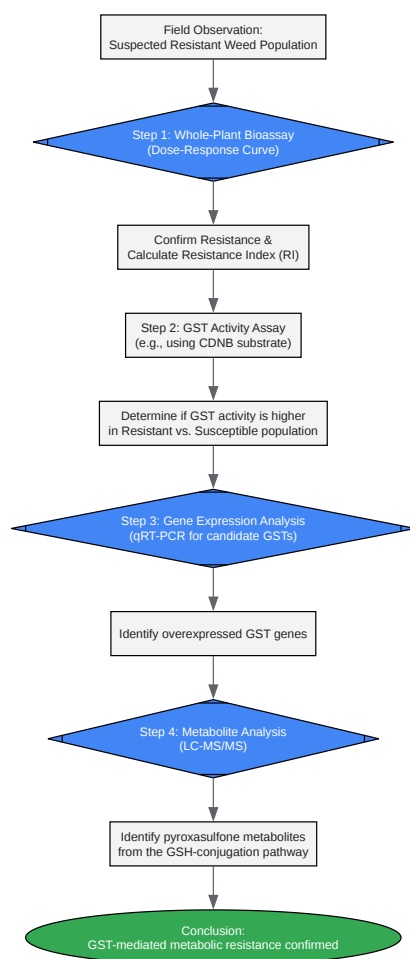 Field Observation:
Suspected Resistant Weed Population
Step 1: Whole-Plant Bioassay
(Dose-Response Curve)
Confirm Resistance &
Calculate Resistance Index (RI)
Step 2: GST Activity Assay
(e.g., using CDNB substrate)
Determine if GST activity is higher
in Resistant vs. Susceptible population
Step 3: Gene Expression Analysis
(qRT-PCR for candidate GSTs)
Identify overexpressed GST genes
Step 4: Metabolite Analysis
(LC-MS/MS)
Identify pyroxasulfone metabolites
from the GSH-conjugation pathway
Conclusion:
GST-mediated metabolic resistance confirmed